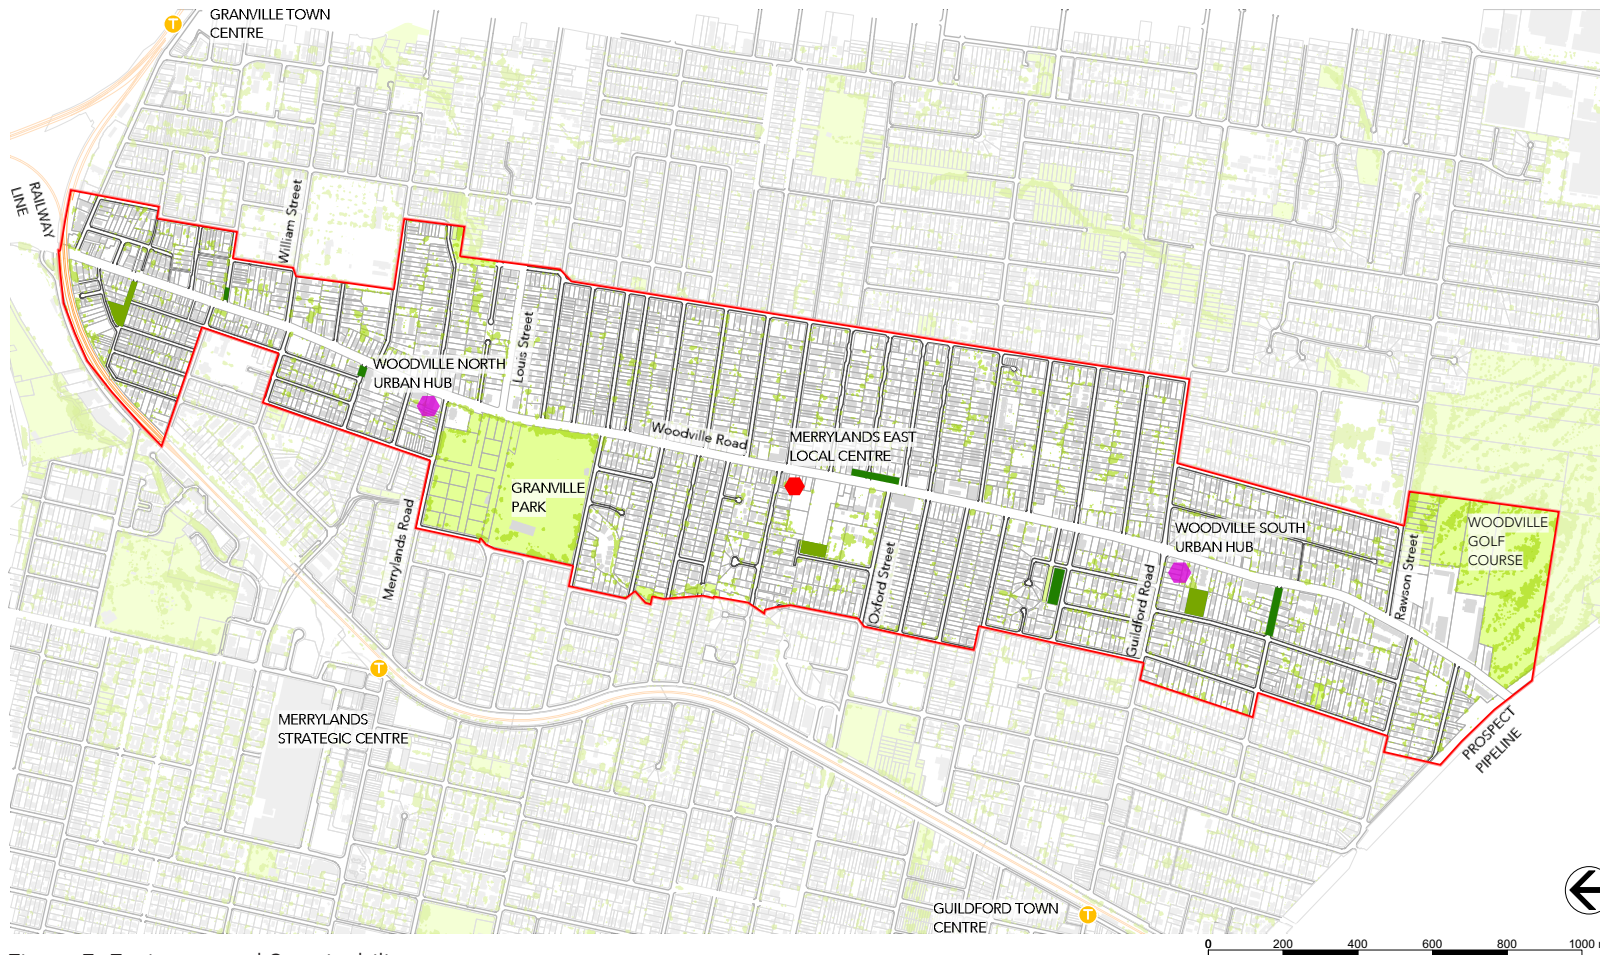 GRANVILLE TOWN
CENTRE
T
RAILWAY
LINE
William Street
Louis Street
WOODVILLE NORTH
URBAN HUB
Woodville Road
MERRYLANDS EAST
LOCAL CENTRE
GRANVILLE
PARK
Merrylands Road
Oxford Street
WOODVILLE SOUTH
URBAN HUB
Guildford Road
Rawson Street
WOODVILLE
GOLF
COURSE
PROSPECT
PIPELINE
T
MERRYLANDS
STRATEGIC CENTRE
GUILDFORD TOWN
CENTRE
T
0 200 400 600 800 1000